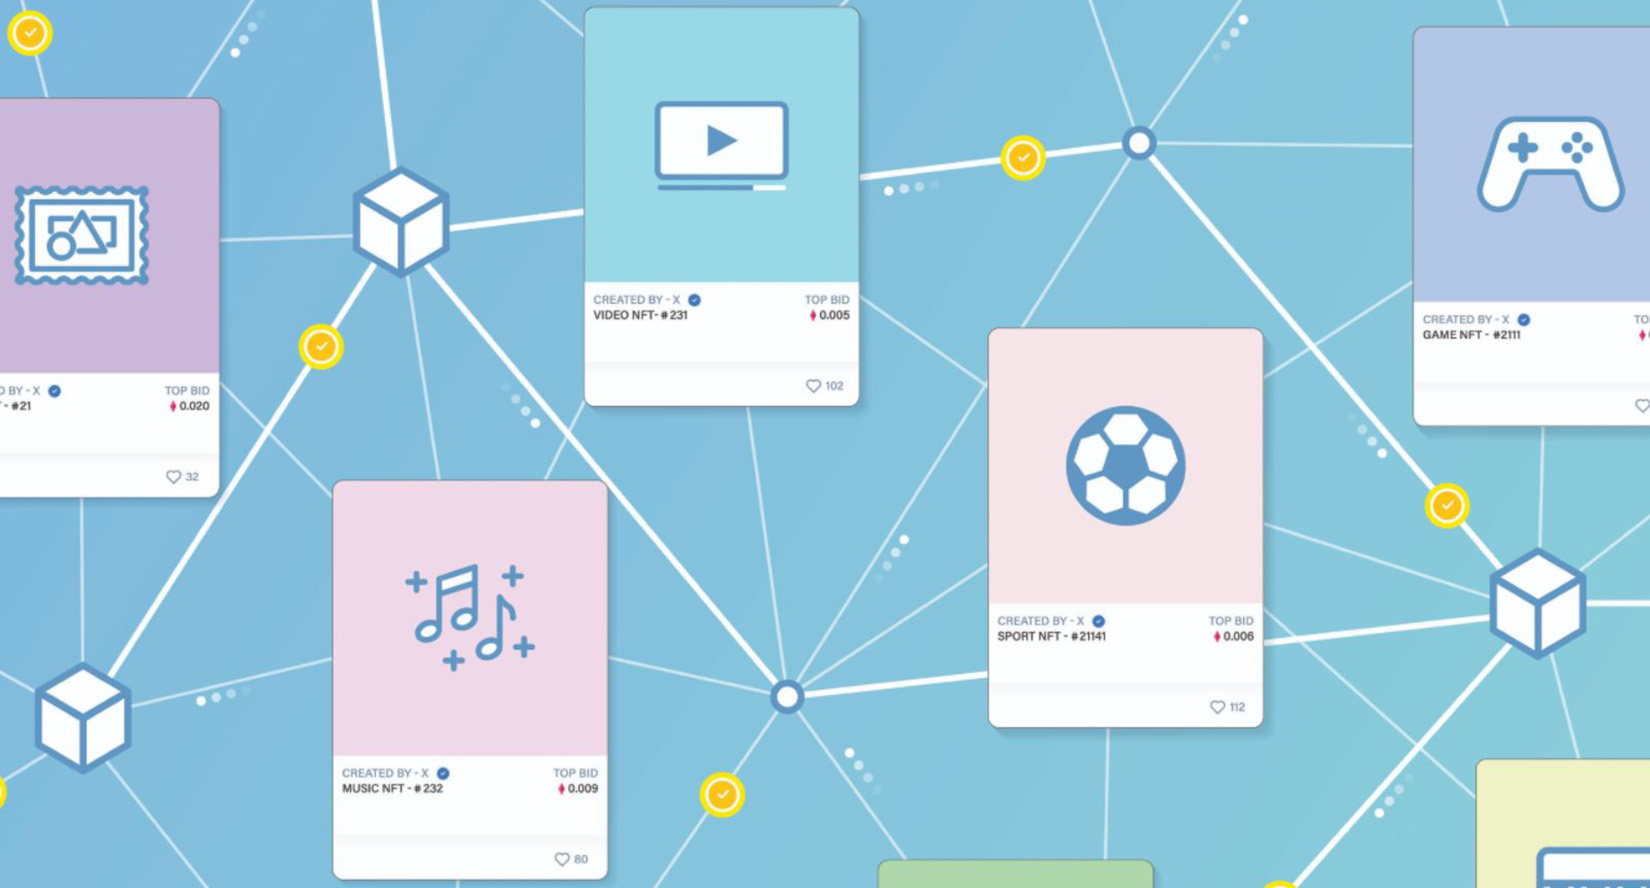 CREATED BY - X TOP BID
VIDEO NFT- # 231 0.005
102
CREATED BY - X TO
GAME NFT - #2111
D BY - X TOP BID
- #21 0.020
32
CREATED BY - X TOP BID
SPORT NFT - #21141 0.006
112
CREATED BY - X TOP BID
MUSIC NFT - # 232 0.009
80